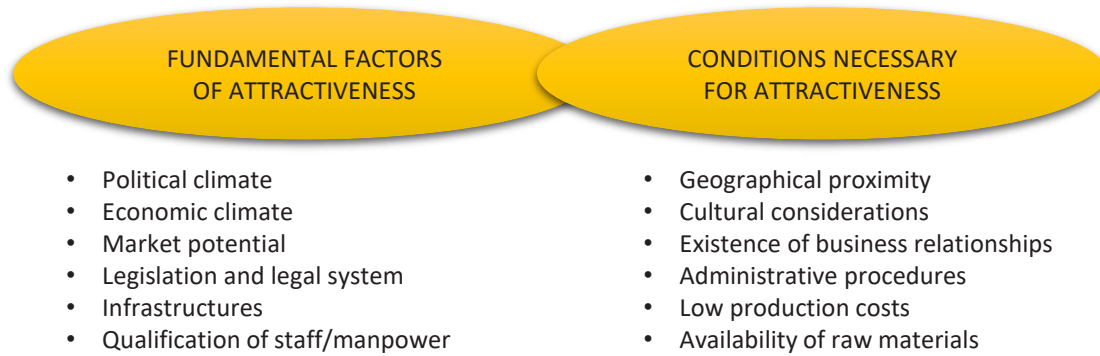 FUNDAMENTAL FACTORS
OF ATTRACTIVENESS
• Political climate
• Economic climate
• Market potential
• Legislation and legal system
• Infrastructures
• Qualification of staff/manpower
CONDITIONS NECESSARY
FOR ATTRACTIVENESS
• Geographical proximity
• Cultural considerations
• Existence of business relationships
• Administrative procedures
• Low production costs
• Availability of raw materials